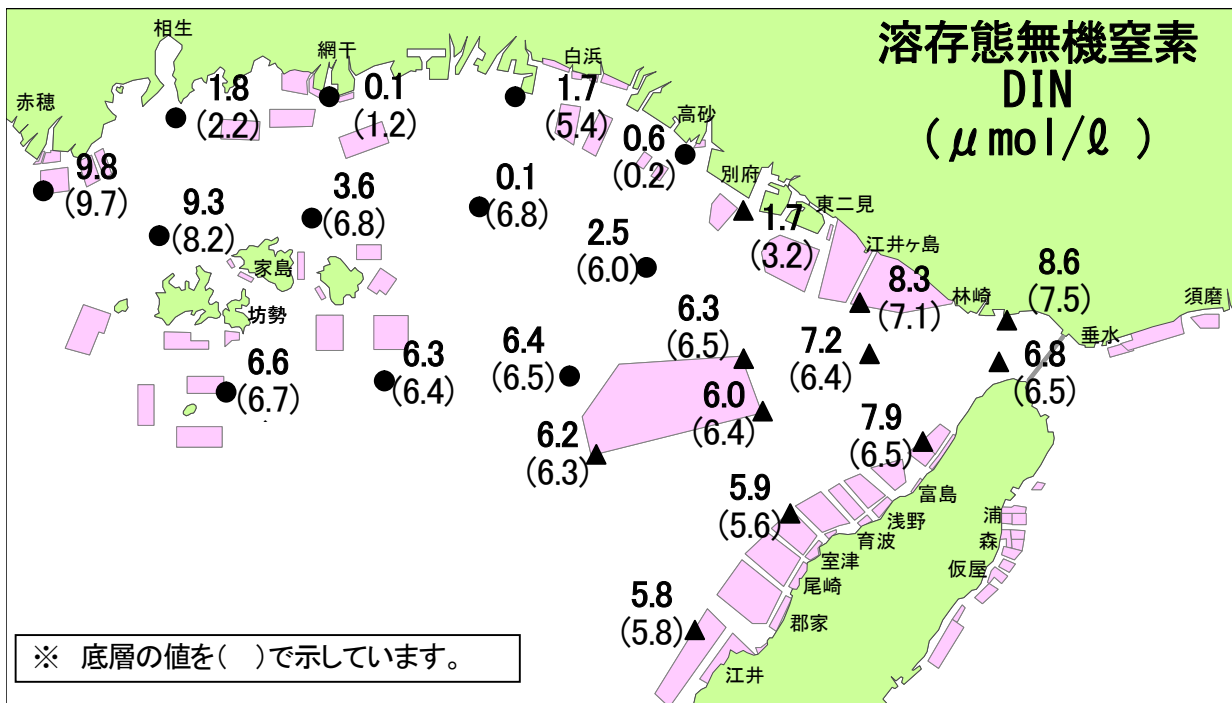 溶存態無機窒素
DIN
(μmol/ℓ )
相生
網干
白浜
赤穂
高砂
別府
東二見
江井ヶ島
林崎
須磨
垂水
家島
坊勢
1.8
(2.2)
0.1
(1.2)
1.7
(5.4)
0.6
(0.2)
9.8
(9.7)
9.3
(8.2)
3.6
(6.8)
0.1
(6.8)
2.5
(6.0)
1.7
(3.2)
8.3
(7.1)
8.6
(7.5)
6.3
(6.5)
7.2
(6.4)
6.8
(6.5)
6.6
(6.7)
6.3
(6.4)
6.4
(6.5)
6.0
(6.4)
6.2
(6.3)
7.9
(6.5)
5.9
(5.6)
5.8
(5.8)
富島
浅野
育波
室津
尾崎
郡家
江井
浦
森
仮屋
※ 底層の値を( )で示しています。